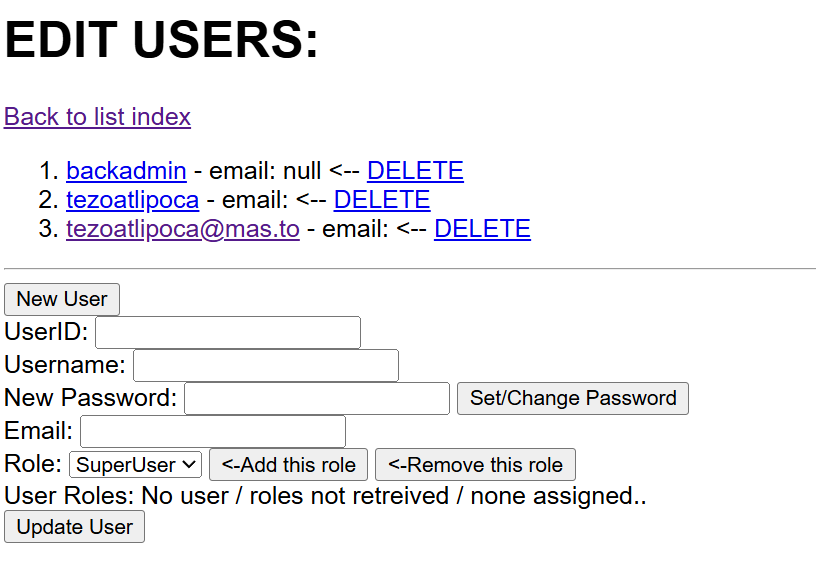 EDIT USERS:
Back to list index
1. backadmin - email: null <-- DELETE
2. tezoatlipoca - email: <-- DELETE
3. tezoatlipoca@mas.to - email: <-- DELETE
New User
UserID:
Username:
New Password: Set/Change Password
Email:
Role: SuperUser <-Add this role <-Remove this role
User Roles: No user / roles not retreived / none assigned..
Update User